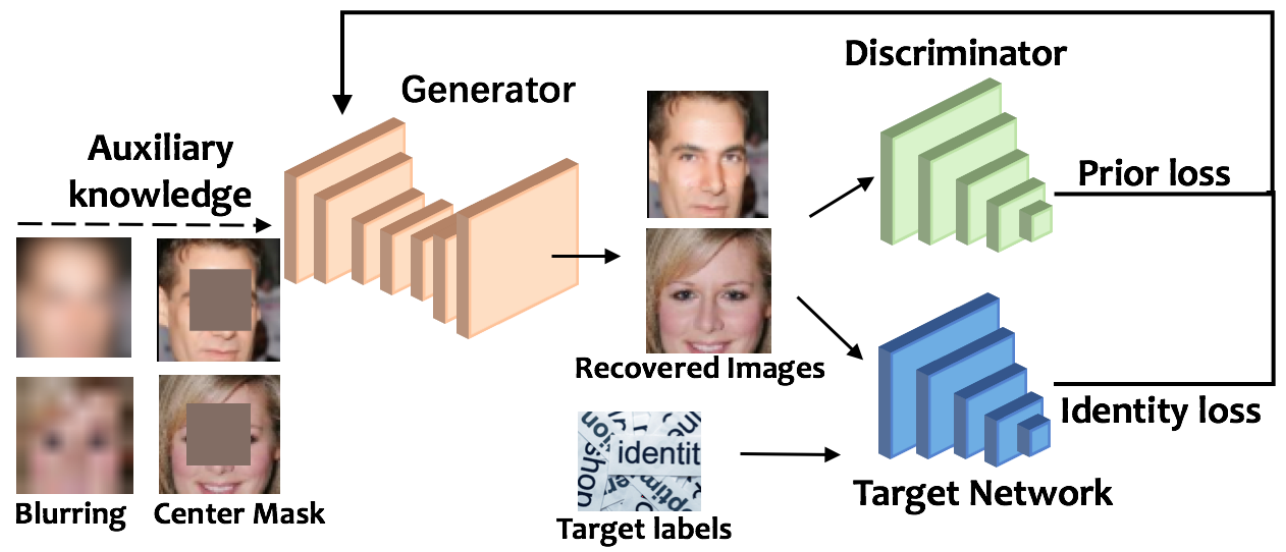 Discriminator
Generator
Auxiliary
knowledge
Prior loss
Recovered Images
Identity loss
identit
Target Network
Blurring
Center Mask
Target labels